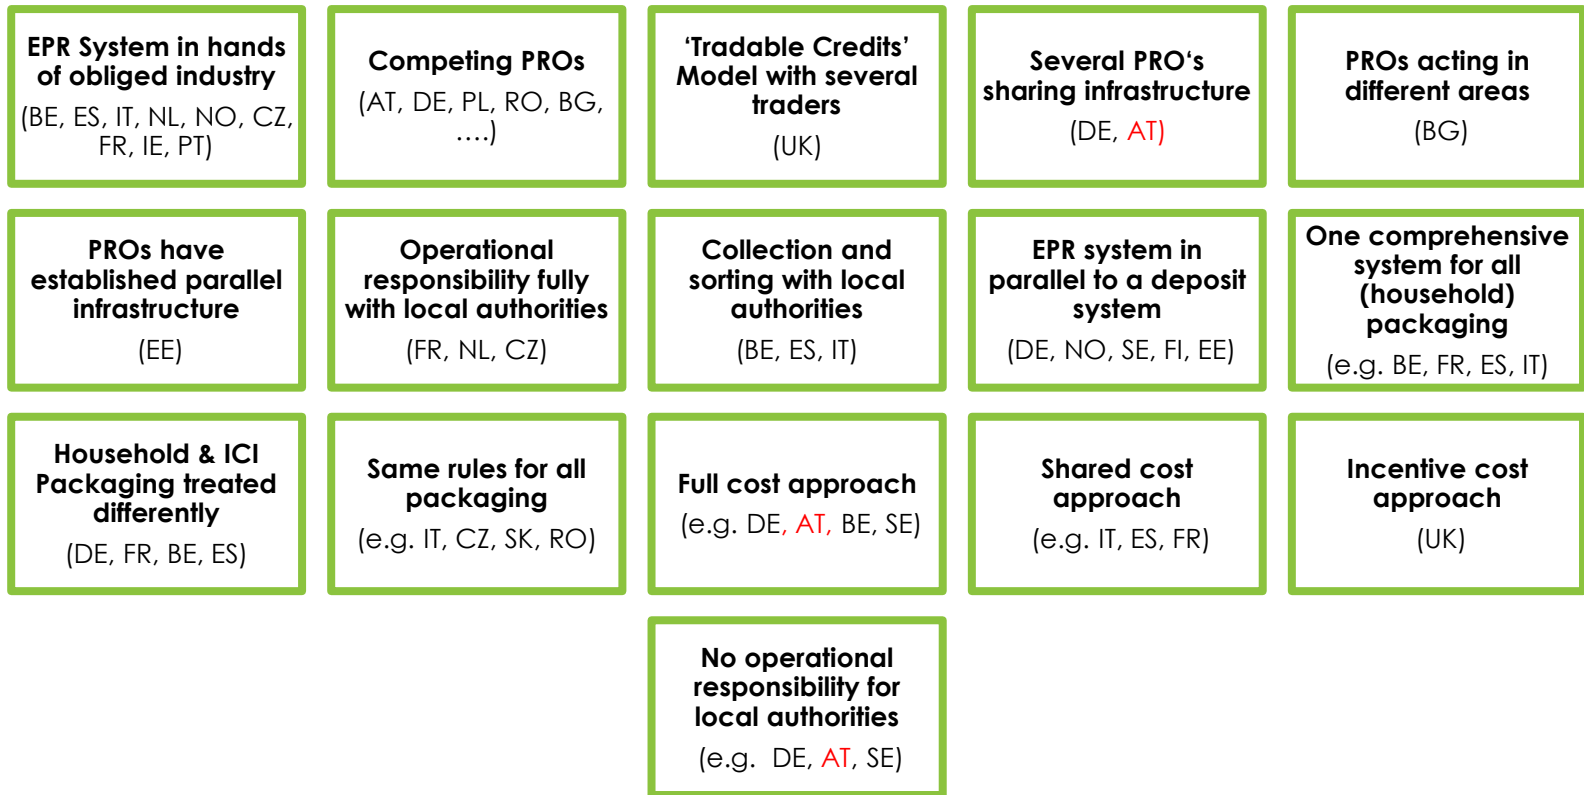 EPR System in hands
of obliged industry
(BE, ES, IT, NL, NO, CZ,
FR, IE, PT)
Competing PROs
(AT, DE, PL, RO, BG,
....)
‘Tradable Credits’
Model with several
traders
(UK)
Several PRO‘s
sharing infrastructure
(DE, AT)
PROs acting in
different areas
(BG)
PROs have
established parallel
infrastructure
(EE)
Operational
responsibility fully
with local authorities
(FR, NL, CZ)
Collection and
sorting with local
authorities
(BE, ES, IT)
EPR system in
parallel to a deposit
system
(DE, NO, SE, FI, EE)
One comprehensive
system for all
(household)
packaging
(e.g. BE, FR, ES, IT)
Household & ICI
Packaging treated
differently
(DE, FR, BE, ES)
Same rules for all
packaging
(e.g. IT, CZ, SK, RO)
Full cost approach
(e.g. DE, AT, BE, SE)
Shared cost
approach
(e.g. IT, ES, FR)
Incentive cost
approach
(UK)
No operational
responsibility for
local authorities
(e.g. DE, AT, SE)